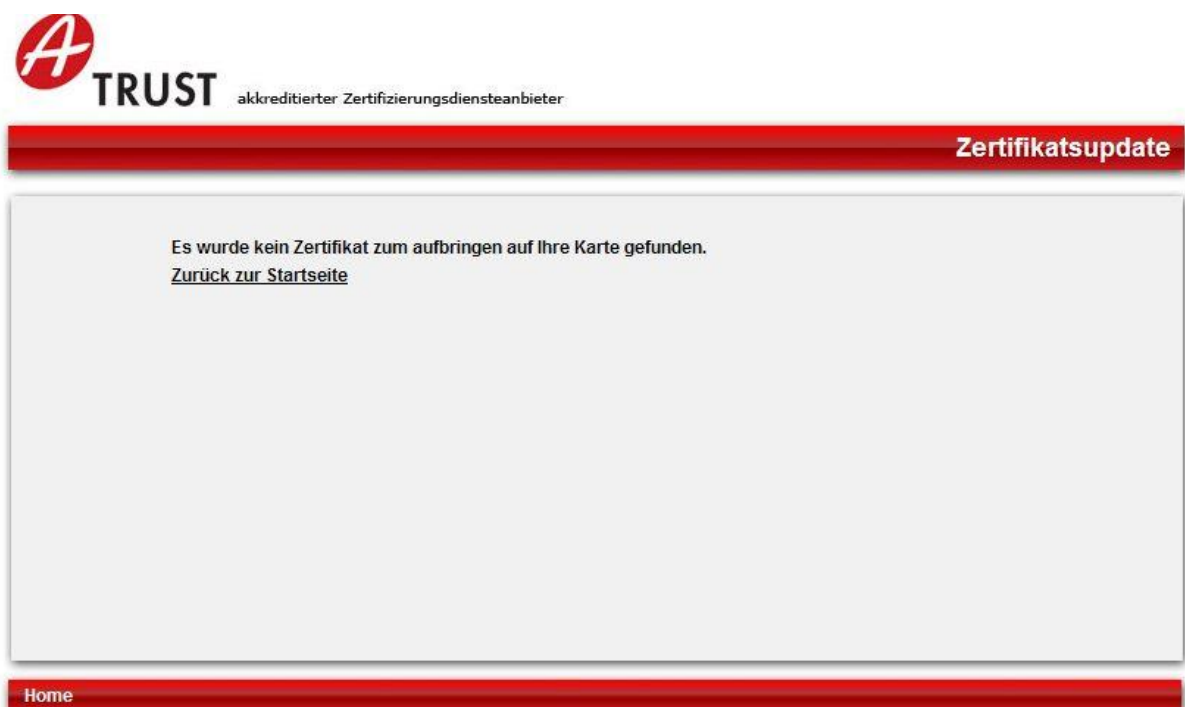 A
TRUST akkreditierter Zertifizierungsdiensteanbieter
Zertifikatsupdate
Es wurde kein Zertifikat zum aufbringen auf Ihre Karte gefunden.
Zurück zur Startseite
Home